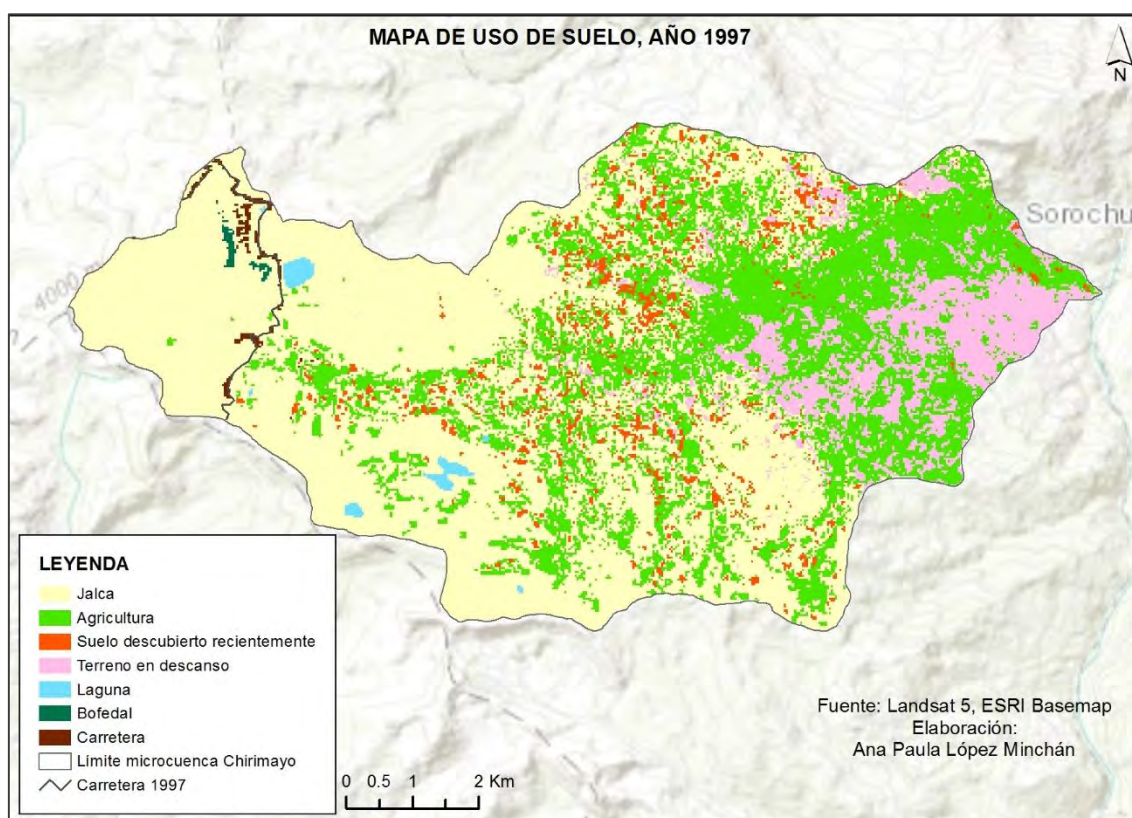 MAPA DE USO DE SUELO, AÑO 1997
N
Sorochu
4000 m
LEYENDA
Jalca
Agricultura
Suelo descubierto recientemente
Terreno en descanso
Laguna
Bofedal
Carretera
Límite microcuenca Chirimayo
Carretera 1997
0 0.5 1 2 Km
Fuente: Landsat 5, ESRI Basemap
Elaboración:
Ana Paula López Minchán